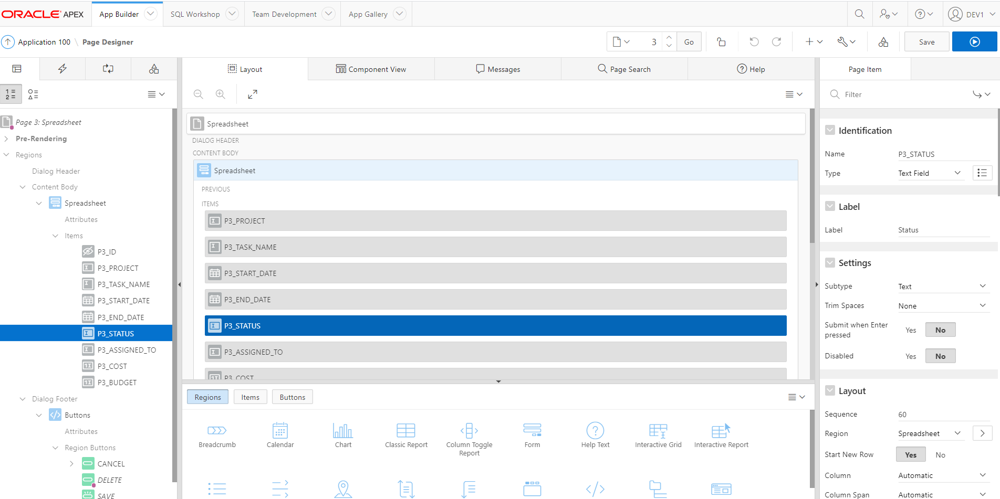 ORACLE APEX App Builder SQL Workshop Team Development App Gallery DEV1
Application 100 \ Page Designer 3 Go Save
Layout Component View Messages Page Search Help Page Item
Filter
Page 3: Spreadsheet
Pre-Rendering
Regions
Dialog Header
Content Body
Spreadsheet
Attributes
Items
P3_ID
P3_PROJECT
P3_TASK_NAME
P3_START_DATE
P3_END_DATE
P3_STATUS
P3_ASSIGNED_TO
P3_COST
P3_BUDGET
Dialog Footer
Buttons
Attributes
Region Buttons
CANCEL
DELETE
SAVE
Spreadsheet
DIALOG HEADER
CONTENT BODY
Spreadsheet
PREVIOUS
ITEMS
P3_PROJECT
P3_TASK_NAME
P3_START_DATE
P3_END_DATE
P3_STATUS
P3_ASSIGNED_TO
P3_COST
Regions Items Buttons
Breadcrumb Calendar Chart Classic Report Column Toggle Report Form Help Text Interactive Grid Interactive Report
Identification
Name P3_STATUS
Type Text Field
Label
Label Status
Settings
Subtype Text
Trim Spaces None
Submit when Enter pressed Yes No
Disabled Yes No
Layout
Sequence 60
Region Spreadsheet
Start New Row Yes No
Column Automatic
Column Span Automatic